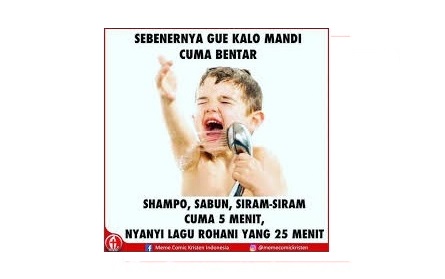 SEBENERNYA GUE KALO MANDI
CUMA BENTAR
SHAMPO, SABUN, SIRAM-SIRAM
CUMA 5 MENIT,
NYANYI LAGU ROHANI YANG 25 MENIT
Meme Comic Kristen Indonesia @memecomickristen